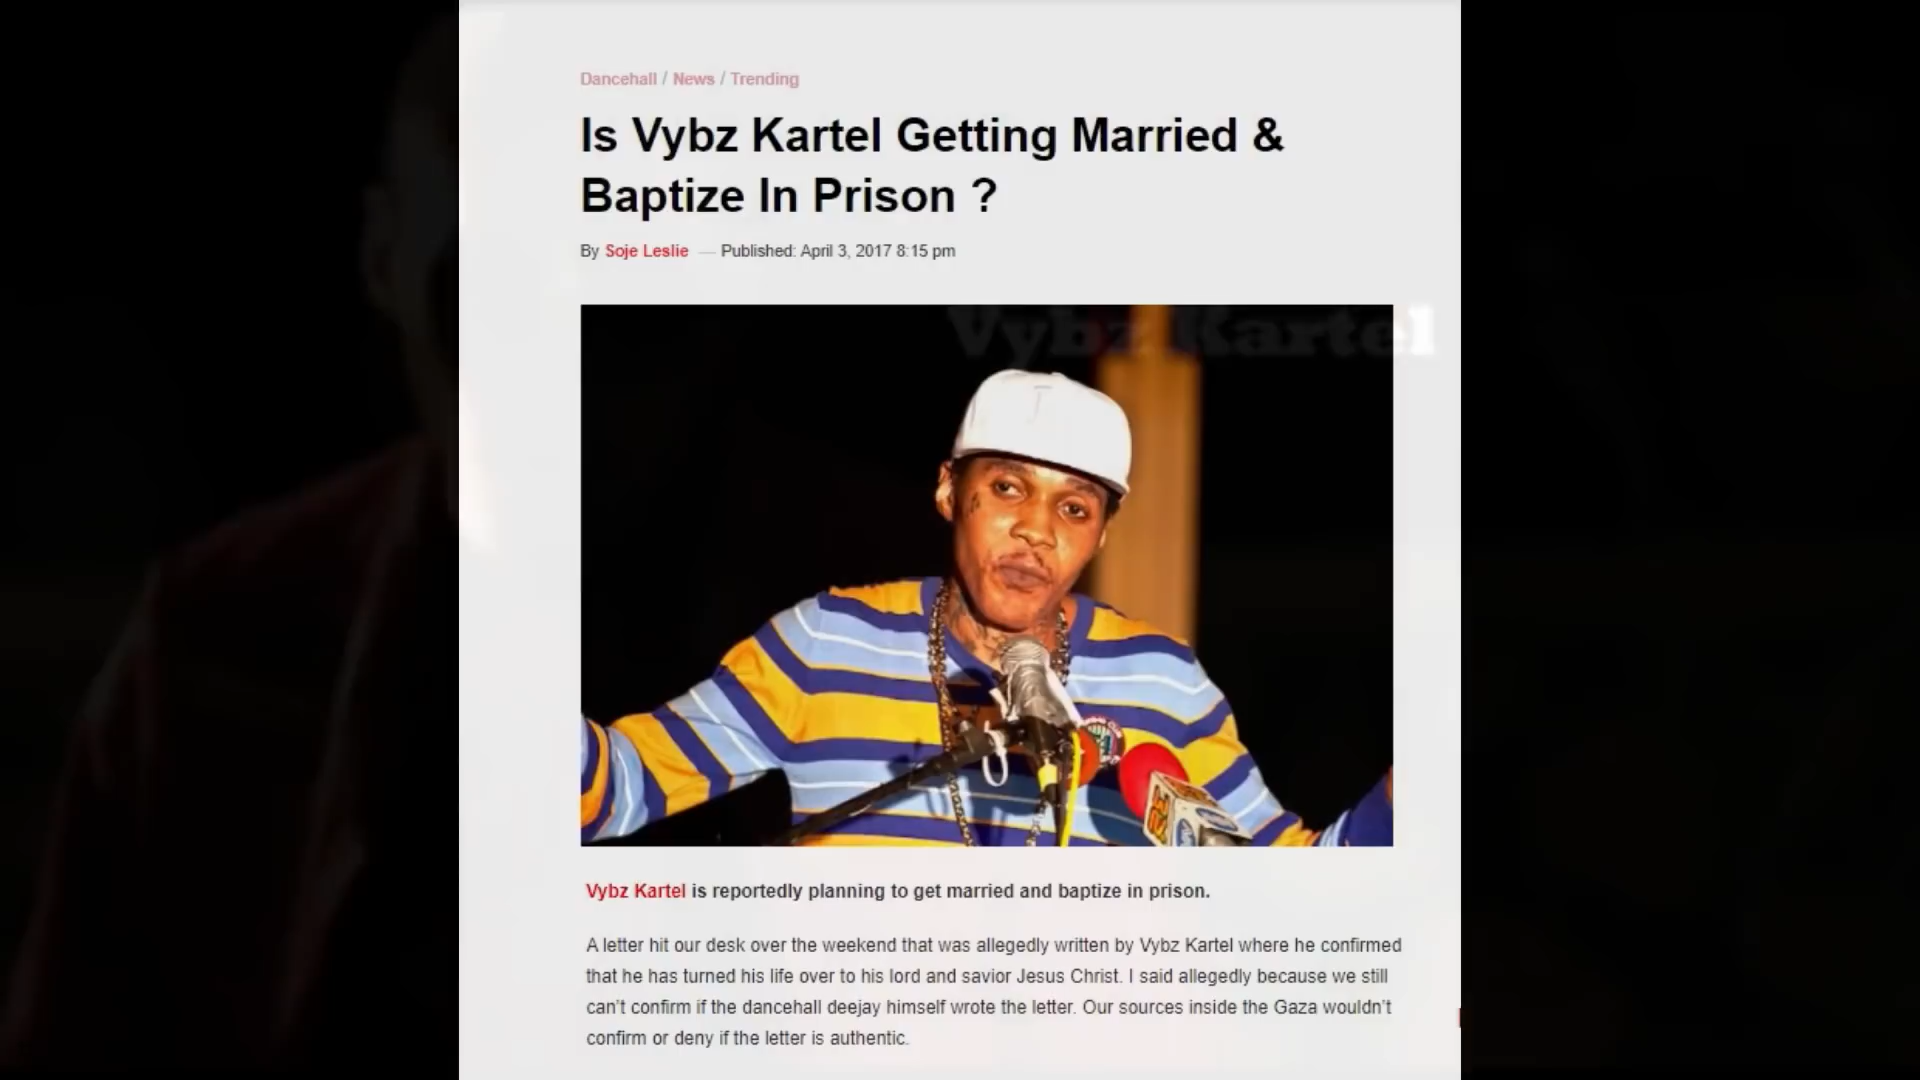 Dancehall / News / Trending
Is Vybz Kartel Getting Married &
Baptize In Prison ?
By Soje Leslie — Published: April 3, 2017 8:15 pm
Vybz Kartel
Vybz Kartel is reportedly planning to get married and baptize in prison.
A letter hit our desk over the weekend that was allegedly written by Vybz Kartel where he confirmed
that he has turned his life over to his lord and savior Jesus Christ. I said allegedly because we still
can't confirm if the dancehall deejay himself wrote the letter. Our sources inside the Gaza wouldn't
confirm or deny if the letter is authentic.